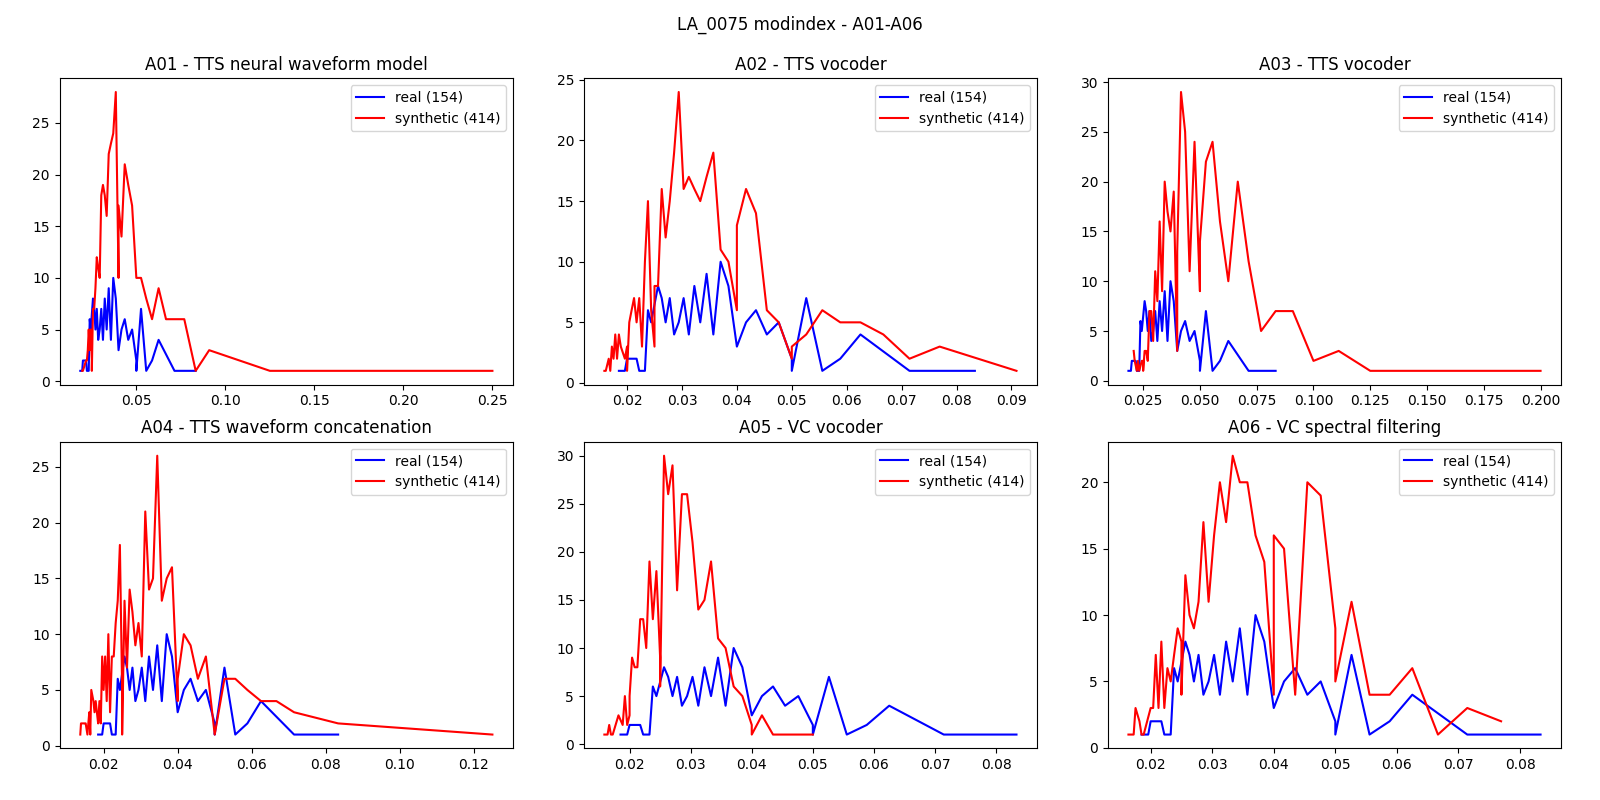 LA_0075 modindex - A01-A06
A01 - TTS neural waveform model
real (154)
synthetic (414)
25
20
15
10
5
0
0.05 0.10 0.15 0.20 0.25
A02 - TTS vocoder
real (154)
synthetic (414)
25
20
15
10
5
0
0.02 0.03 0.04 0.05 0.06 0.07 0.08 0.09
A03 - TTS vocoder
real (154)
synthetic (414)
30
25
20
15
10
5
0
0.025 0.050 0.075 0.100 0.125 0.150 0.175 0.200
A04 - TTS waveform concatenation
real (154)
synthetic (414)
25
20
15
10
5
0
0.02 0.04 0.06 0.08 0.10 0.12
A05 - VC vocoder
real (154)
synthetic (414)
30
25
20
15
10
5
0
0.02 0.03 0.04 0.05 0.06 0.07 0.08
A06 - VC spectral filtering
real (154)
synthetic (414)
20
15
10
5
0
0.02 0.03 0.04 0.05 0.06 0.07 0.08